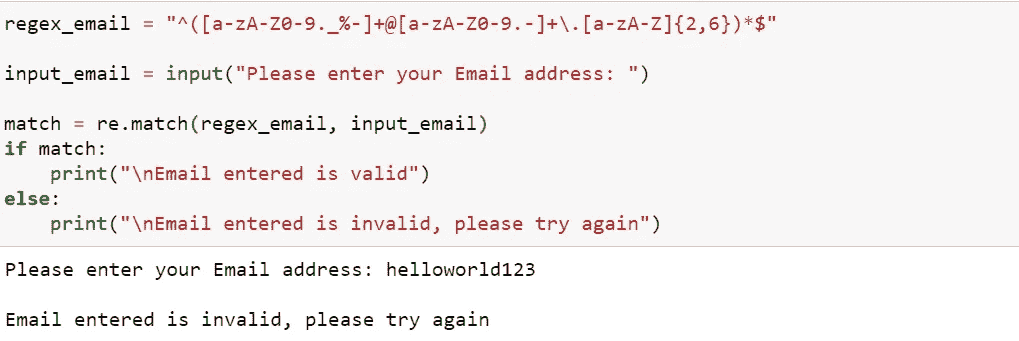 regex_email = "^([a-zA-Z0-9._%-]+@[a-zA-Z0-9.-]+\.[a-zA-Z]{2,6})*$"
input_email = input("Please enter your Email address: ")
match = re.match(regex_email, input_email)
if match:
    print("\nEmail entered is valid")
else:
    print("\nEmail entered is invalid, please try again")
Please enter your Email address: helloworld123
Email entered is invalid, please try again